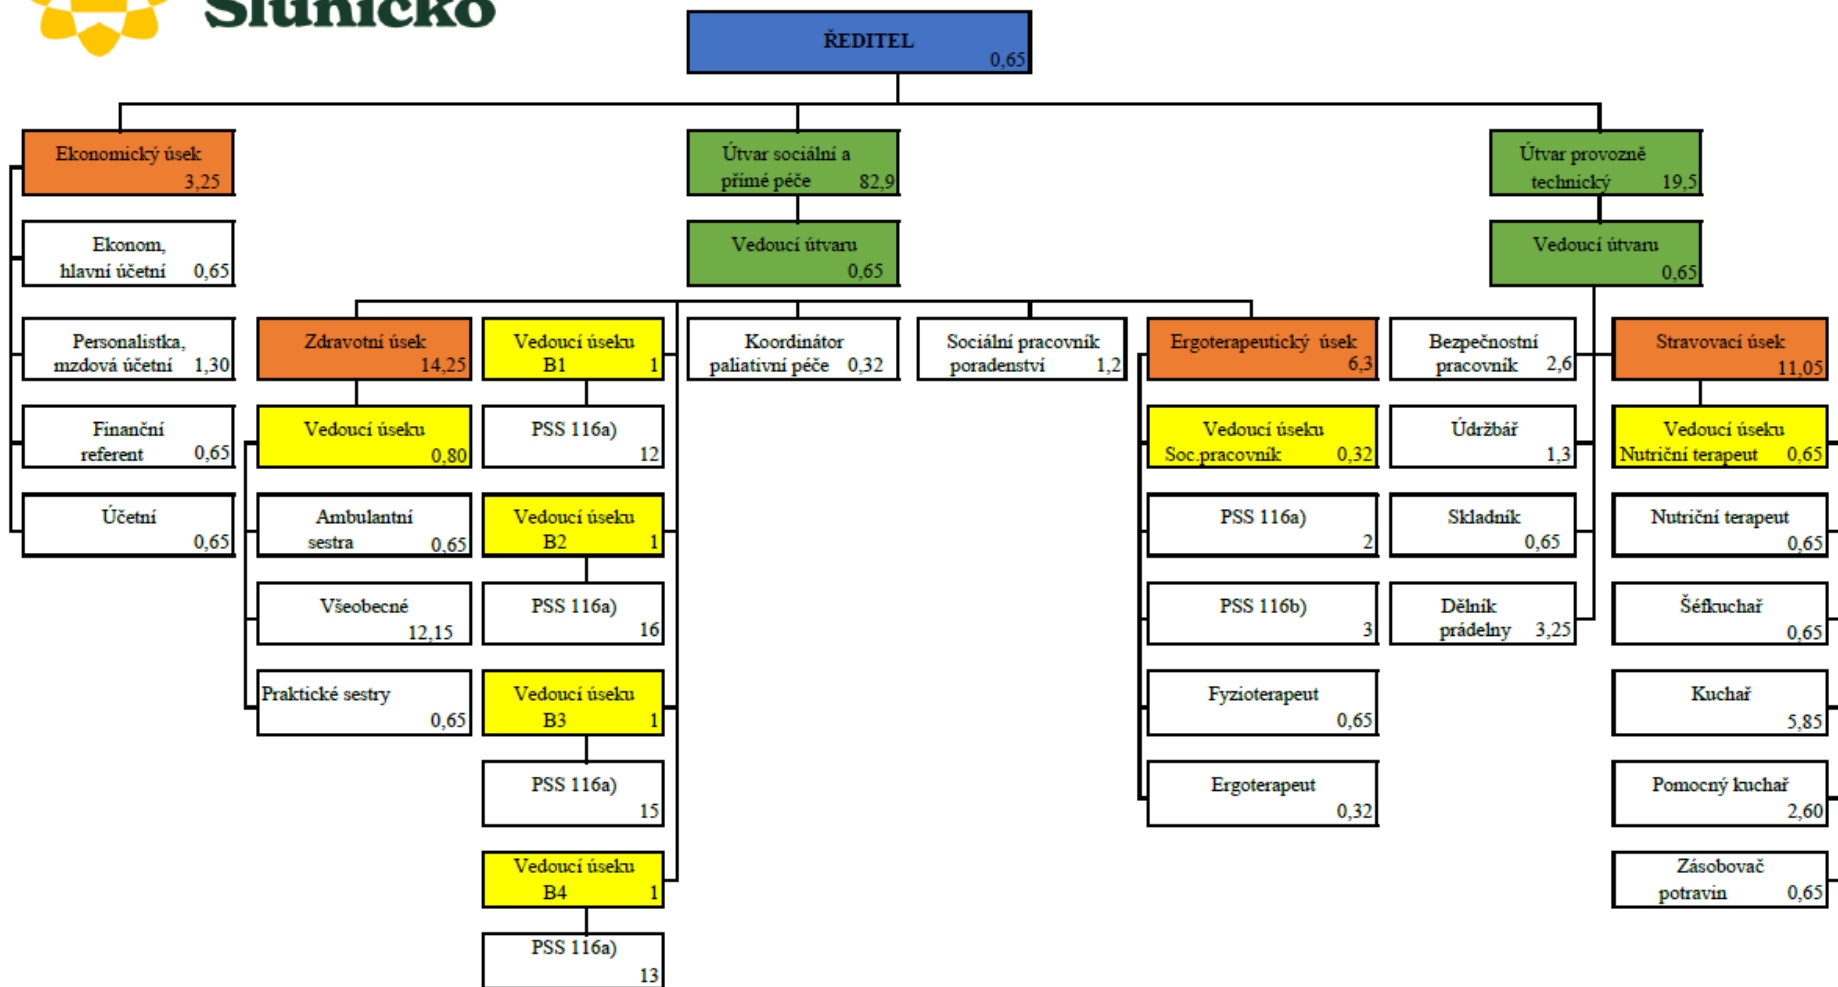 Sluníčko
ŘEDITEL
0,65
Ekonomický úsek
3,25
Ekonom,
hlavní účetní 0,65
Personalistka,
mzdová účetní 1,30
Finanční
referent 0,65
Účetní
0,65
Útvar sociální a
přímé péče 82,9
Vedoucí útvaru
0,65
Zdravotní úsek
14,25
Vedoucí úseku
0,80
Ambulantní
sestra 0,65
Všeobecné
12,15
Praktické sestry
0,65
Vedoucí úseku
B1 1
PSS 116a)
12
Vedoucí úseku
B2 1
PSS 116a)
16
Vedoucí úseku
B3 1
PSS 116a)
15
Vedoucí úseku
B4 1
PSS 116a)
13
Koordinátor
paliativní péče 0,32
Sociální pracovník
poradenství 1,2
Ergoterapeutický úsek
6,3
Vedoucí úseku
Soc.pracovník 0,32
PSS 116a)
2
PSS 116b)
3
Fyzioterapeut
0,65
Ergoterapeut
0,32
Útvar provozně
technický 19,5
Vedoucí útvaru
0,65
Bezpečnostní
pracovník 2,6
Údržbář
1,3
Skladník
0,65
Dělník
prádelny 3,25
Stravovací úsek
11,05
Vedoucí úseku
Nutriční terapeut 0,65
Nutriční terapeut
0,65
Šéfkuchař
0,65
Kuchař
5,85
Pomocný kuchař
2,60
Zásobovač
potravin 0,65